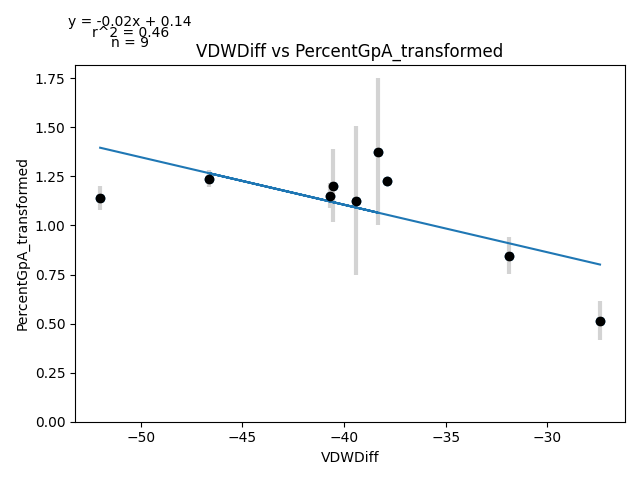 y = -0.02x + 0.14
r^2 = 0.46
n = 9
VDWDiff vs PercentGpA_transformed
PercentGpA_transformed
1.75
1.50
1.25
1.00
0.75
0.50
0.25
0.00
−50 −45 −40 −35 −30
VDWDiff